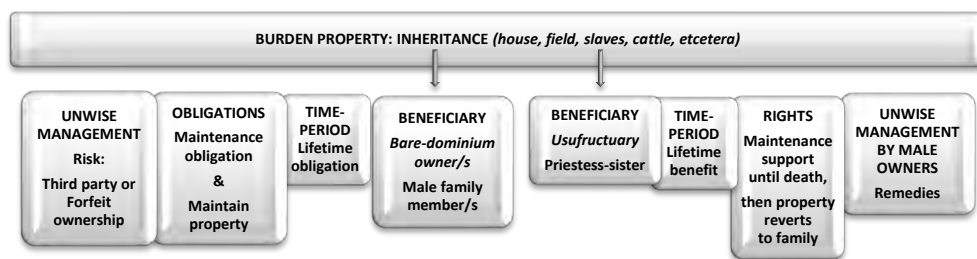 BURDEN PROPERTY: INHERITANCE (house, field, slaves, cattle, etcetera)
UNWISE
MANAGEMENT
Risk:
Third party or
Forfeit
ownership
OBLIGATIONS
Maintenance
obligation
&
Maintain
property
TIME-
PERIOD
Lifetime
obligation
BENEFICIARY
Bare-dominium
owner/s
Male family
member/s
BENEFICIARY
Usufructuary
Priestess-sister
TIME-
PERIOD
Lifetime
benefit
RIGHTS
Maintenance
support
until death,
then property
reverts
to family
UNWISE
MANAGEMENT
BY MALE
OWNERS
Remedies